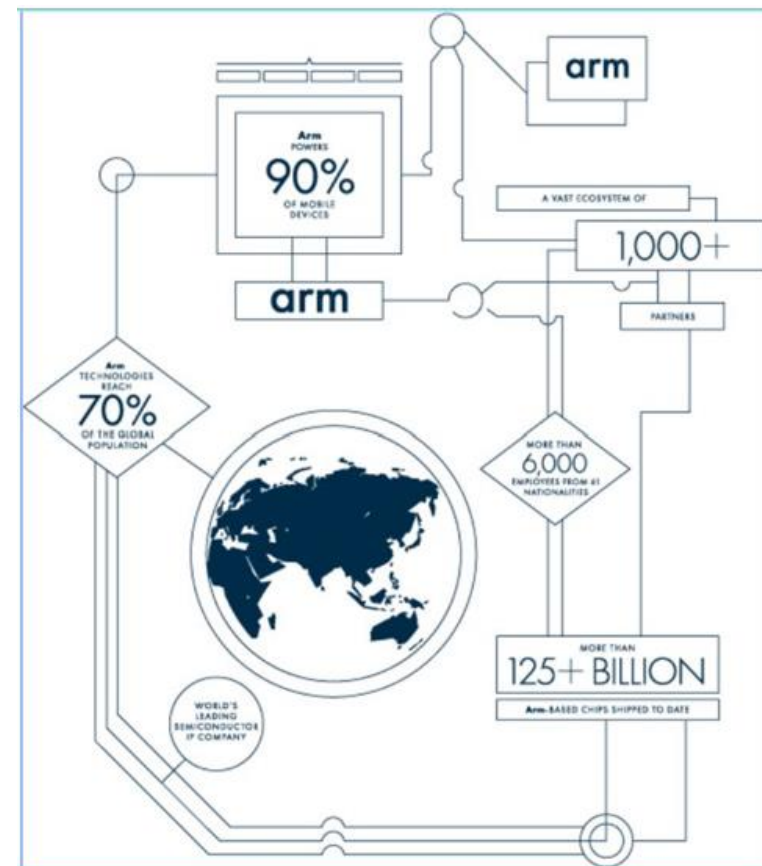 arm
Arm
POWERS
90%
OF MOBILE
DEVICES
A VAST ECOSYSTEM OF
1,000+
arm
PARTNERS
Arm
TECHNOLOGIES
REACH
70%
OF THE GLOBAL
POPULATION
MORE THAN
6,000
EMPLOYEES FROM 61
NATIONALITIES
MORE THAN
125+ BILLION
Arm-BASED CHIPS SHIPPED TO DATE
WORLD'S
LEADING
SEMICONDUCTOR
IP COMPANY